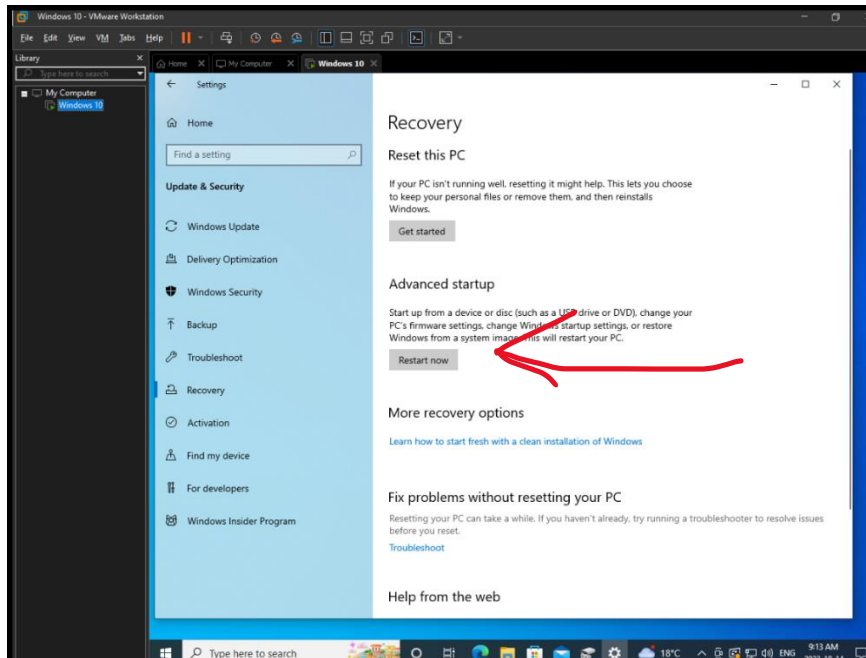 Windows 10 - VMware Workstation
File Edit View VM Tabs Help
Library
Type here to search
My Computer
Windows 10
Home My Computer Windows 10
Settings
Home
Find a setting
Update & Security
Windows Update
Delivery Optimization
Windows Security
Backup
Troubleshoot
Recovery
Activation
Find my device
For developers
Windows Insider Program
Recovery
Reset this PC
If your PC isn't running well, resetting it might help. This lets you choose
to keep your personal files or remove them, and then reinstalls
Windows.
Get started
Advanced startup
Start up from a device or disc (such as a USB drive or DVD), change your
PC's firmware settings, change Windows startup settings, or restore
Windows from a system image. This will restart your PC.
Restart now
More recovery options
Learn how to start fresh with a clean installation of Windows
Fix problems without resetting your PC
Resetting your PC can take a while. If you haven't already, try running a troubleshooter to resolve issues
before you reset.
Troubleshoot
Help from the web
Type here to search
18°C ENG 9:13 AM